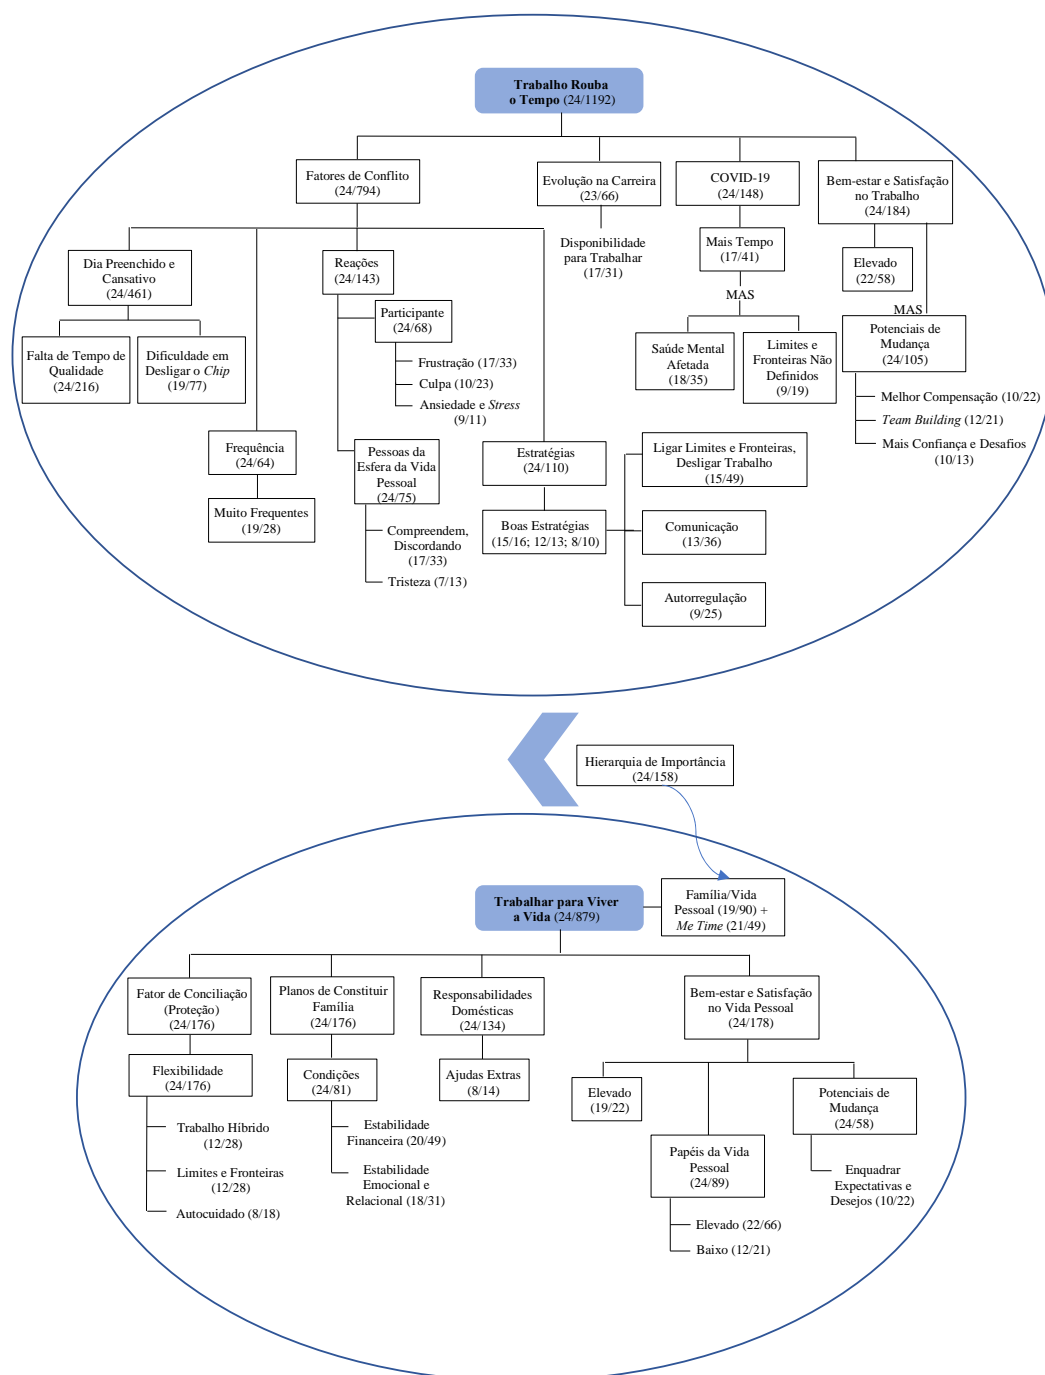 Trabalho Rouba
o Tempo (24/1192)
Fatores de Conflito
(24/794)
Evolução na Carreira
(23/66)
COVID-19
(24/148)
Bem-estar e Satisfação
no Trabalho
(24/184)
Dia Preenchido e
Cansativo
(24/461)
Reações
(24/143)
Disponibilidade
para Trabalhar
(17/31)
Mais Tempo
(17/41)
Elevado
(22/58)
MAS
MAS
Participante
(24/68)
Potenciais de
Mudança
(24/105)
Falta de Tempo de
Qualidade
(24/216)
Dificuldade em
Desligar o Chip
(19/77)
Saúde Mental
Afetada
(18/35)
Limites e
Fronteiras Não
Definidos
(9/19)
Frustração (17/33)
Culpa (10/23)
Ansiedade e Stress
(9/11)
Melhor Compensação (10/22)
Team Building (12/21)
Mais Confiança e Desafios
(10/13)
Frequência
(24/64)
Muito Frequentes
(19/28)
Pessoas da
Esfera da Vida
Pessoal
(24/75)
Compreendem,
Discordando
(17/33)
Tristeza (7/13)
Estratégias
(24/110)
Boas Estratégias
(15/16; 12/13; 8/10)
Ligar Limites e Fronteiras,
Desligar Trabalho
(15/49)
Comunicação
(13/36)
Autorregulação
(9/25)
Hierarquia de Importância
(24/158)
Trabalhar para Viver
a Vida (24/879)
Família/Vida
Pessoal (19/90) +
Me Time (21/49)
Fator de Conciliação
(Proteção)
(24/176)
Planos de Constituir
Família
(24/176)
Responsabilidades
Domésticas
(24/134)
Bem-estar e Satisfação
no Vida Pessoal
(24/178)
Flexibilidade
(24/176)
Condições
(24/81)
Ajudas Extras
(8/14)
Elevado
(19/22)
Potenciais de
Mudança
(24/58)
Trabalho Híbrido
(12/28)
Limites e Fronteiras
(12/28)
Autocuidado (8/18)
Estabilidade
Financeira (20/49)
Estabilidade
Emocional e
Relacional (18/31)
Papéis da Vida
Pessoal
(24/89)
Elevado (22/66)
Baixo (12/21)
Enquadrar
Expectativas e
Desejos (10/22)